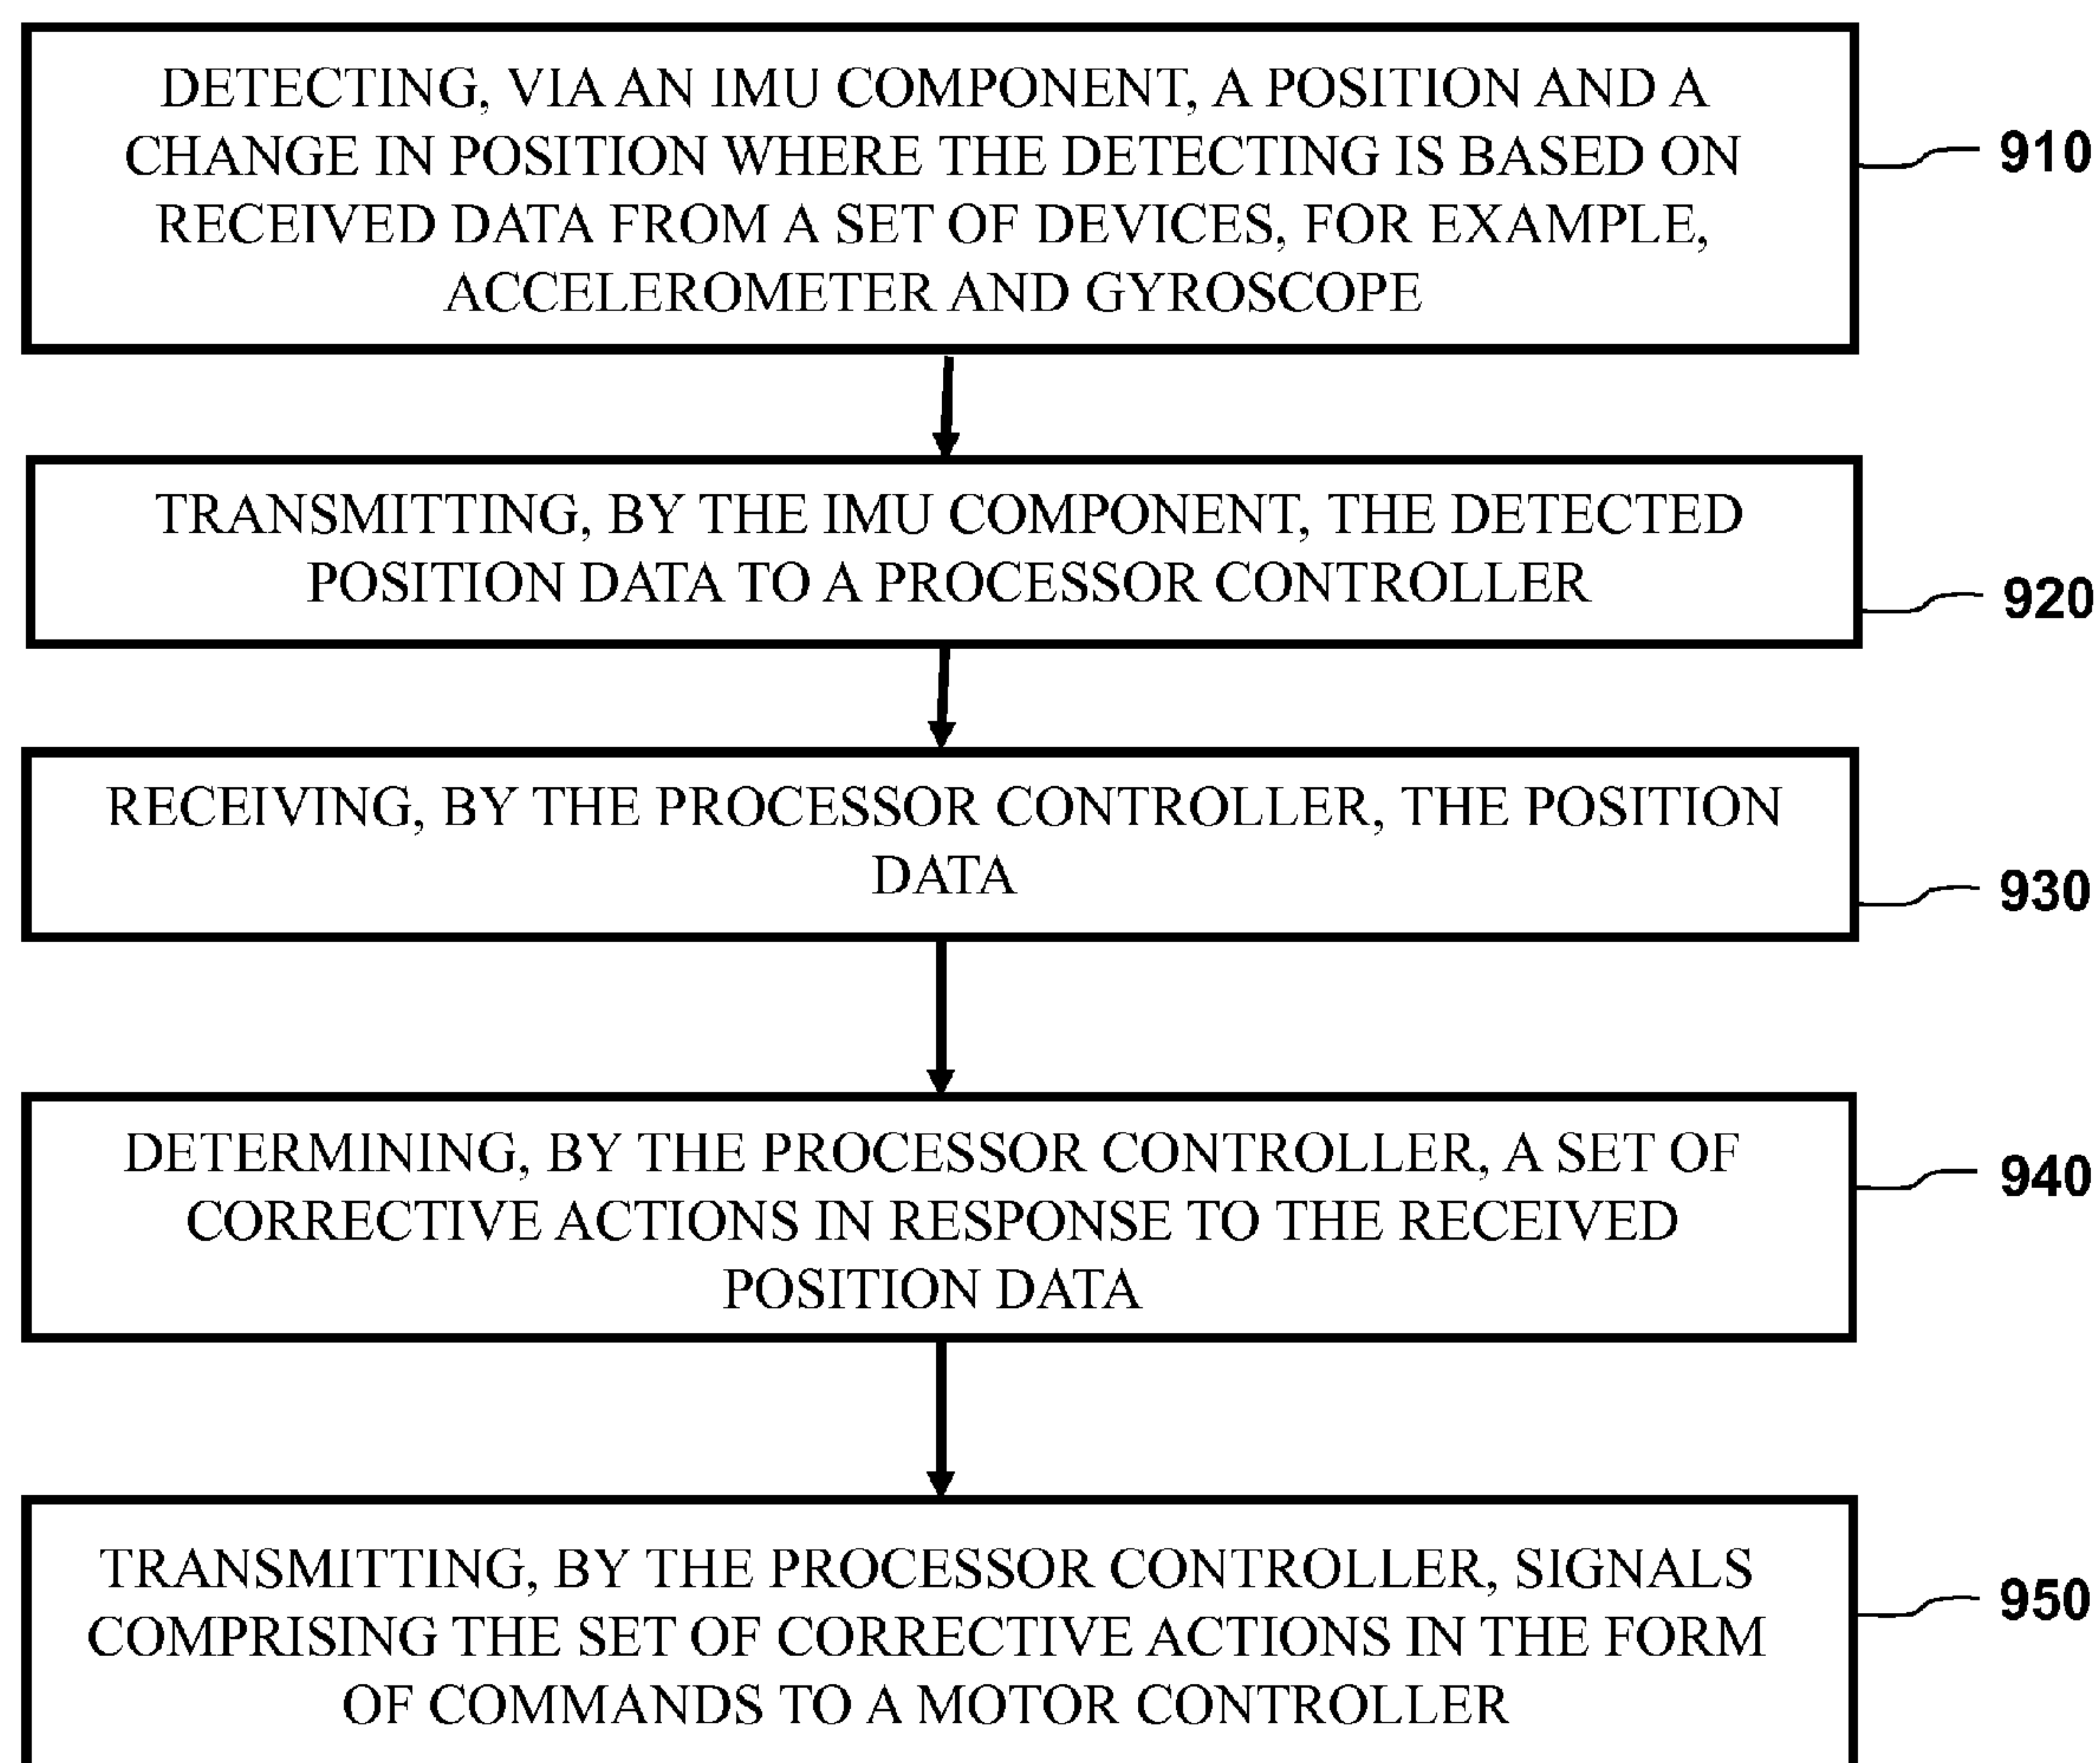 DETECTING, VIA AN IMU COMPONENT, A POSITION AND A
CHANGE IN POSITION WHERE THE DETECTING IS BASED ON
RECEIVED DATA FROM A SET OF DEVICES, FOR EXAMPLE,
ACCELEROMETER AND GYROSCOPE
910
TRANSMITTING, BY THE IMU COMPONENT, THE DETECTED
POSITION DATA TO A PROCESSOR CONTROLLER
920
RECEIVING, BY THE PROCESSOR CONTROLLER, THE POSITION
DATA
930
DETERMINING, BY THE PROCESSOR CONTROLLER, A SET OF
CORRECTIVE ACTIONS IN RESPONSE TO THE RECEIVED
POSITION DATA
940
TRANSMITTING, BY THE PROCESSOR CONTROLLER, SIGNALS
COMPRISING THE SET OF CORRECTIVE ACTIONS IN THE FORM
OF COMMANDS TO A MOTOR CONTROLLER
950